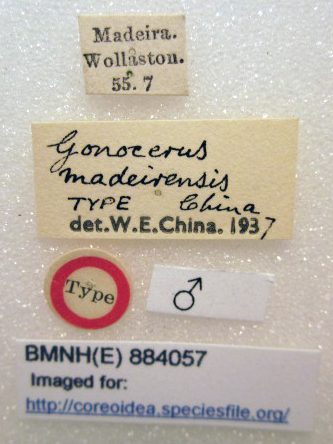 Madeira.
Wollaston.
55. 7
Gonocerus
madeirensis
TYPE China
det.W.E.China. 1937
Type
♂
BMNH(E) 884057
Imaged for:
http://coreoidea.speciesfile.org/